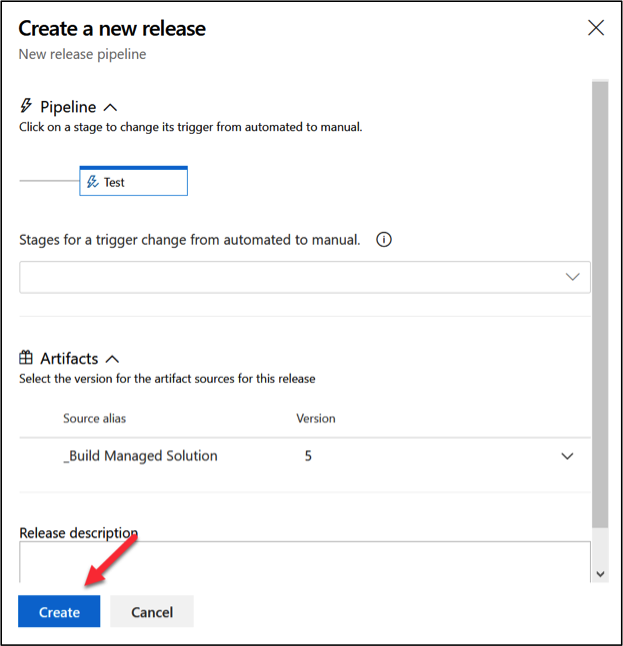 Create a new release
New release pipeline
Pipeline
Click on a stage to change its trigger from automated to manual.
Test
Stages for a trigger change from automated to manual.
Artifacts
Select the version for the artifact sources for this release
Source alias Version
_Build Managed Solution 5
Release description
Create Cancel